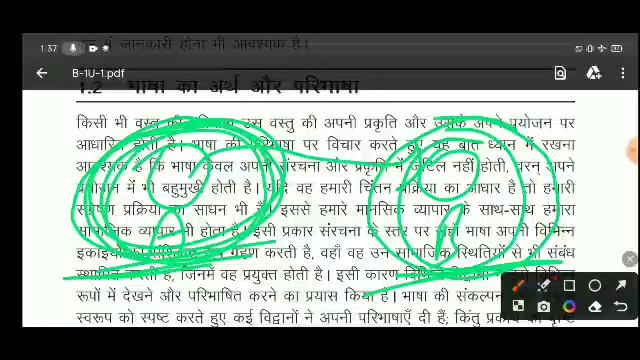 1:37
में जानकारी होना भी आवश्यक है।
B-1U-1.pdf
1.2 भाषा का अर्थ और परिभाषा
किसी भी वस्तु की उस वस्तु की अपनी प्रकृति और उसके अपने प्रयोजन पर
आधारित होती है। भाषा की परिभाषा पर विचार करते हुए यह बात ध्यान में रखना
आवश्यक है कि भाषा केवल अपनी संरचना और प्रकृति में जटिल नहीं होती, वरन् अपने
प्रयोजन में भी बहुमुखी होती है। यदि वह हमारी चिंतन प्रक्रिया का आधार है तो हमारी
सम्प्रेषण प्रक्रिया का साधन भी है। इससे हमारे मानसिक व्यापार के साथ-साथ हमारा
सामाजिक व्यापार भी होता है। इसी प्रकार संरचना के स्तर पर जहाँ भाषा अपनी विभिन्न
इकाइयों ग्रहण करती है, वहाँ वह उन सामाजिक स्थितियों से भी संबंध
स्थापित करती है, जिनमें वह प्रयुक्त होती है। इसी कारण
रूपों में देखने और परिभाषित करने का प्रयास किया है। भाषा की
स्वरूप को स्पष्ट करते हुए कई विद्वानों ने अपनी परिभाषाएँ दी हैं; किंतु